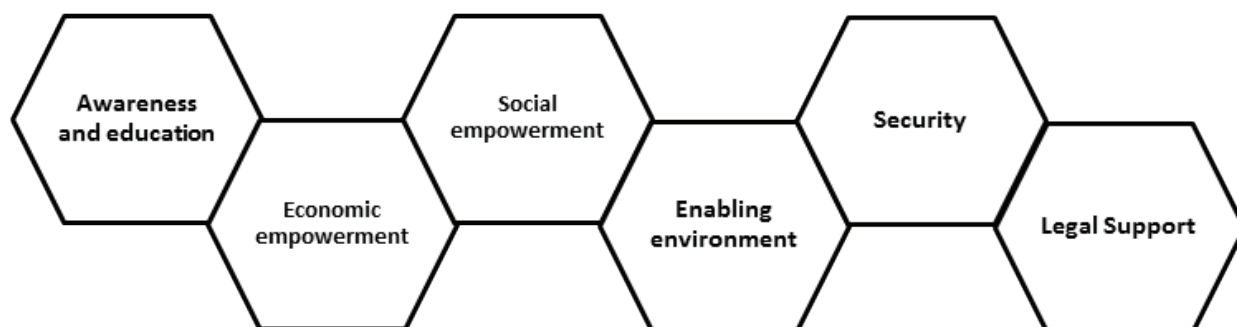 Awareness
and education
Economic
empowerment
Social
empowerment
Enabling
environment
Security
Legal Support